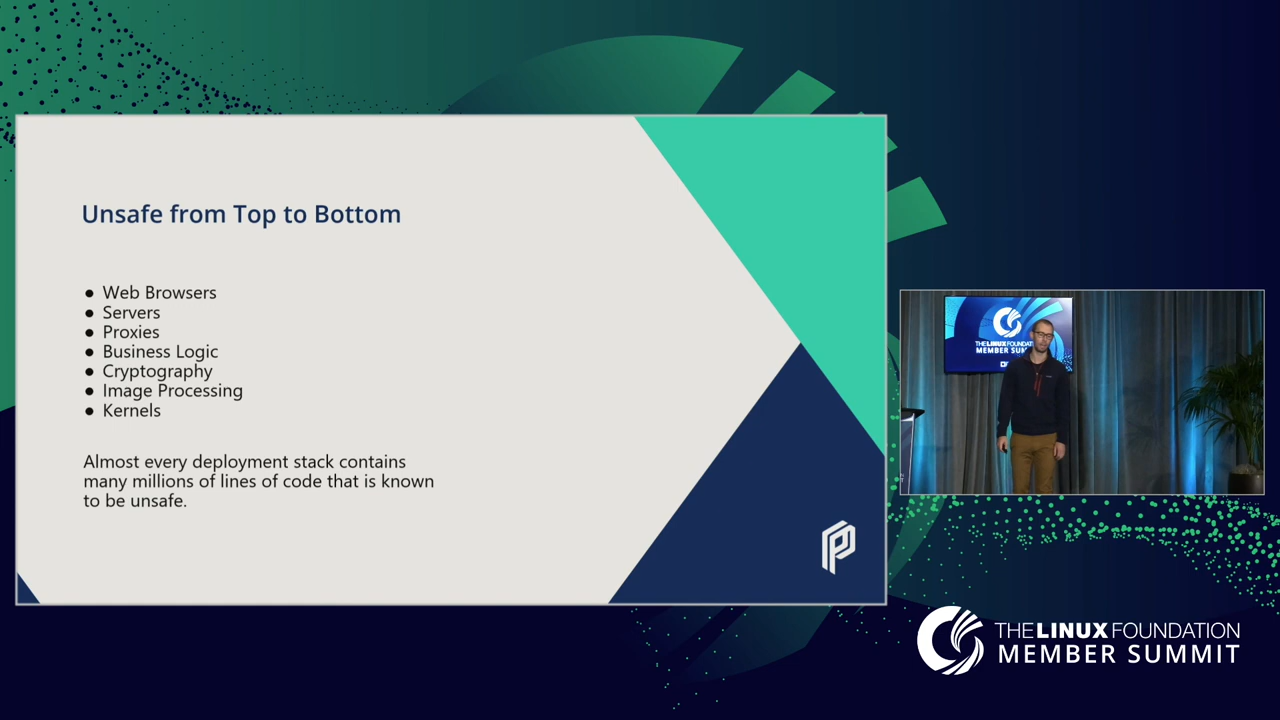 Unsafe from Top to Bottom
● Web Browsers
● Servers
● Proxies
● Business Logic
● Cryptography
● Image Processing
● Kernels
Almost every deployment stack contains
many millions of lines of code that is known
to be unsafe.
THE LINUX FOUNDATION
MEMBER SUMMIT